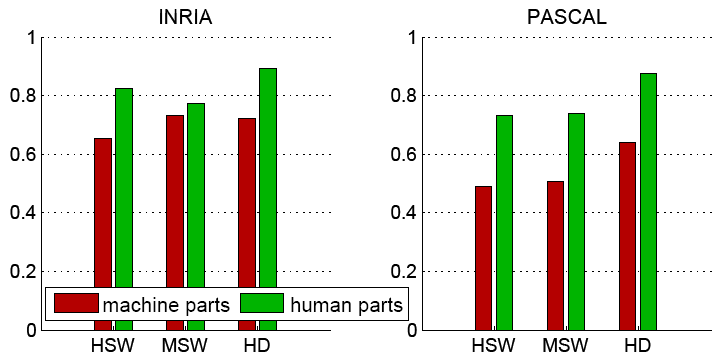 INRIA
1
0.8
0.6
0.4
0.2
0
HSW MSW HD
machine parts human parts
PASCAL
1
0.8
0.6
0.4
0.2
0
HSW MSW HD